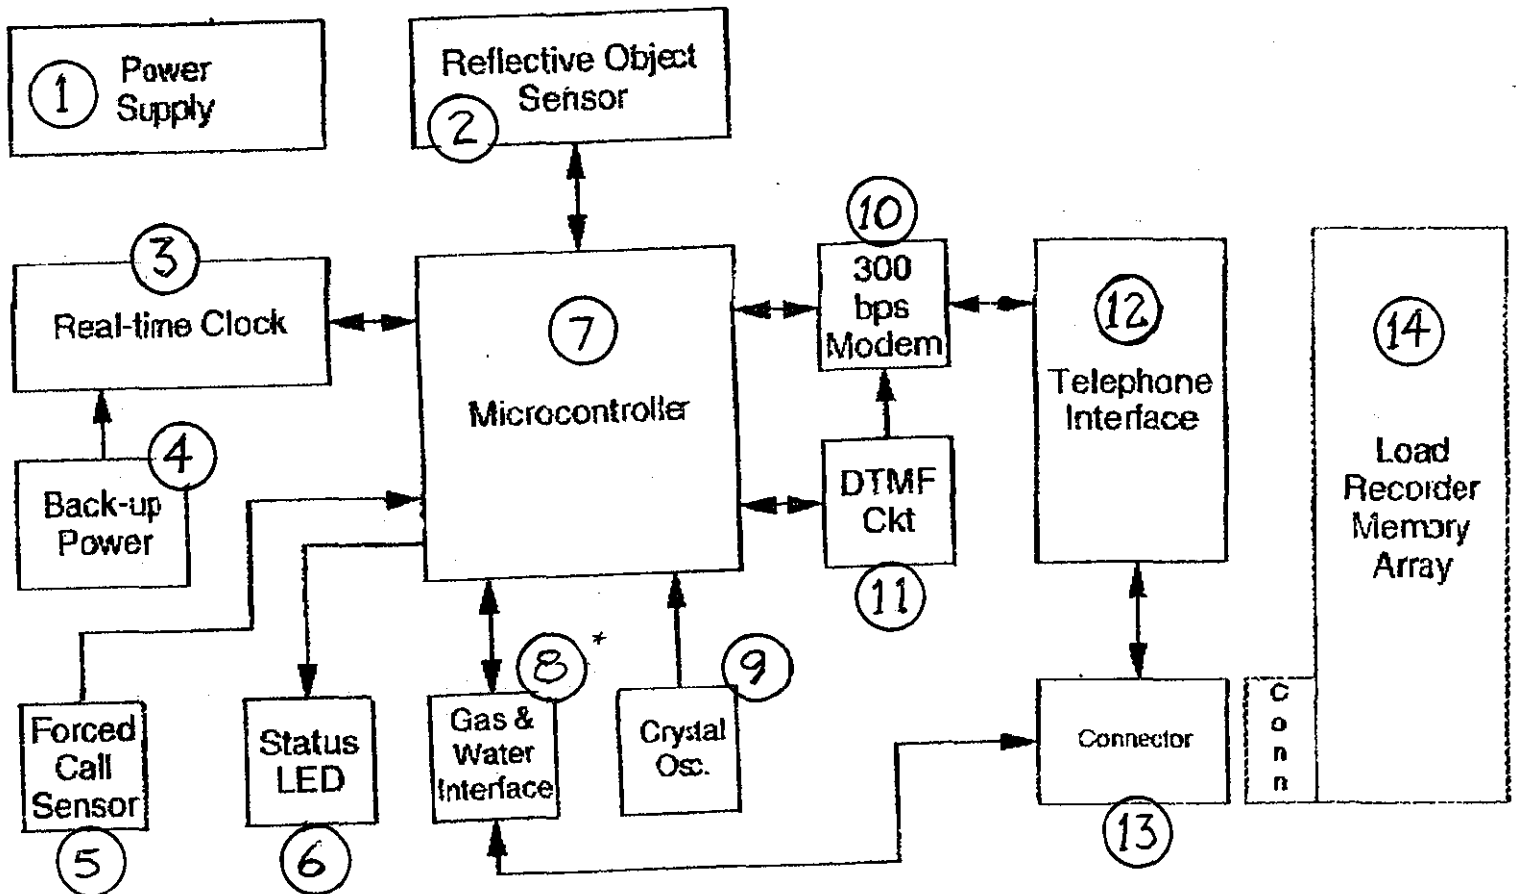 1
Power
Supply
Reflective Object
Sensor
2
3
Real-time Clock
4
Back-up
Power
Forced
Call
Sensor
5
Status
LED
6
7
Microcontroller
8 *
Gas &
Water
Interface
9
Crystal
Osc.
10
300
bps
Modem
DTMF
Ckt
11
12
Telephone
Interface
Connector
13
Conn
14
Load
Recorder
Memory
Array